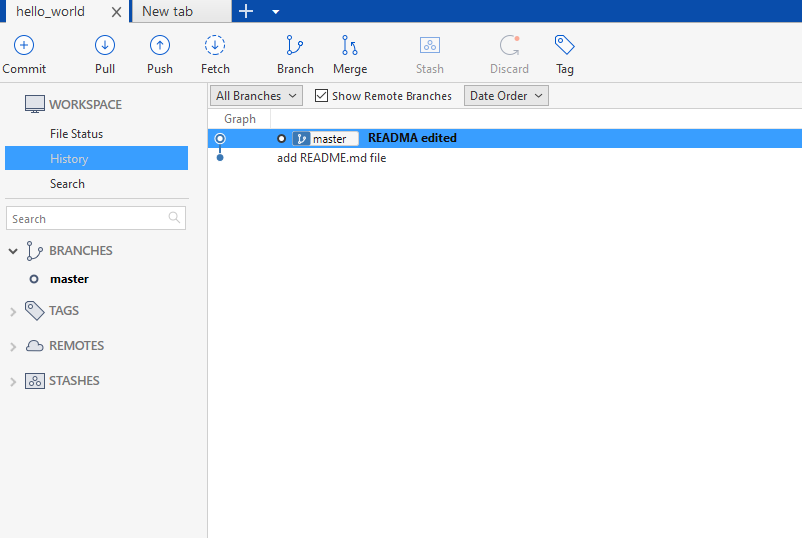 hello_world New tab
Commit Pull Push Fetch Branch Merge Stash Discard Tag
WORKSPACE
File Status
History
Search
Search
BRANCHES
master
TAGS
REMOTES
STASHES
All Branches Show Remote Branches Date Order
Graph
master READMA edited
add README.md file